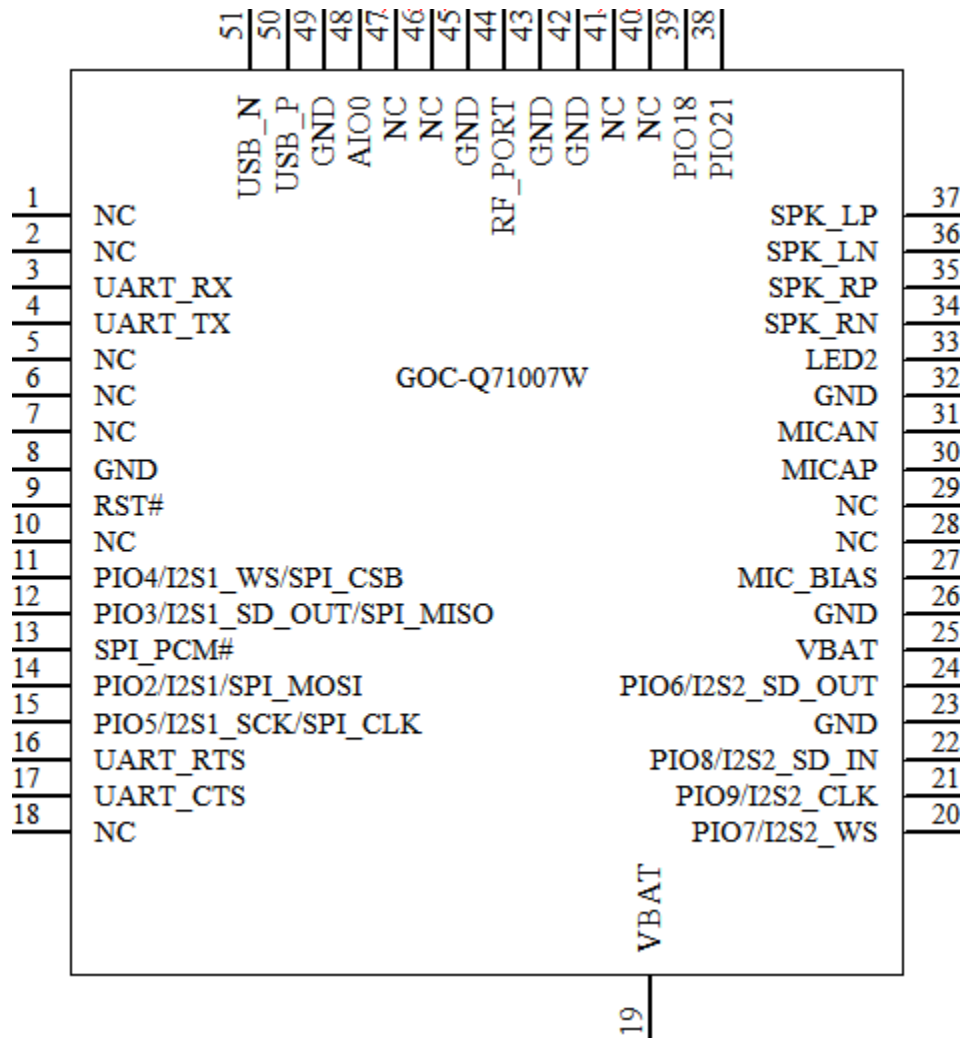 51 50 49 48 47 46 45 44 43 42 41 40 39 38
USB_N USB_P GND AIO0 NC NC GND RF_PORT GND GND NC NC PIO18 PIO21
1 NC SPK_LP 37
2 NC SPK_LN 36
3 UART_RX SPK_RP 35
4 UART_TX SPK_RN 34
5 NC LED2 33
GOC-Q71007W
6 NC GND 32
7 NC MICAN 31
8 GND MICAP 30
9 RST# NC 29
10 NC NC 28
11 PIO4/I2S1_WS/SPI_CSB MIC_BIAS 27
12 PIO3/I2S1_SD_OUT/SPI_MISO GND 26
13 SPI_PCM# VBAT 25
14 PIO2/I2S1/SPI_MOSI PIO6/I2S2_SD_OUT 24
15 PIO5/I2S1_SCK/SPI_CLK GND 23
16 UART_RTS PIO8/I2S2_SD_IN 22
17 UART_CTS PIO9/I2S2_CLK 21
18 NC PIO7/I2S2_WS 20
VBAT
19